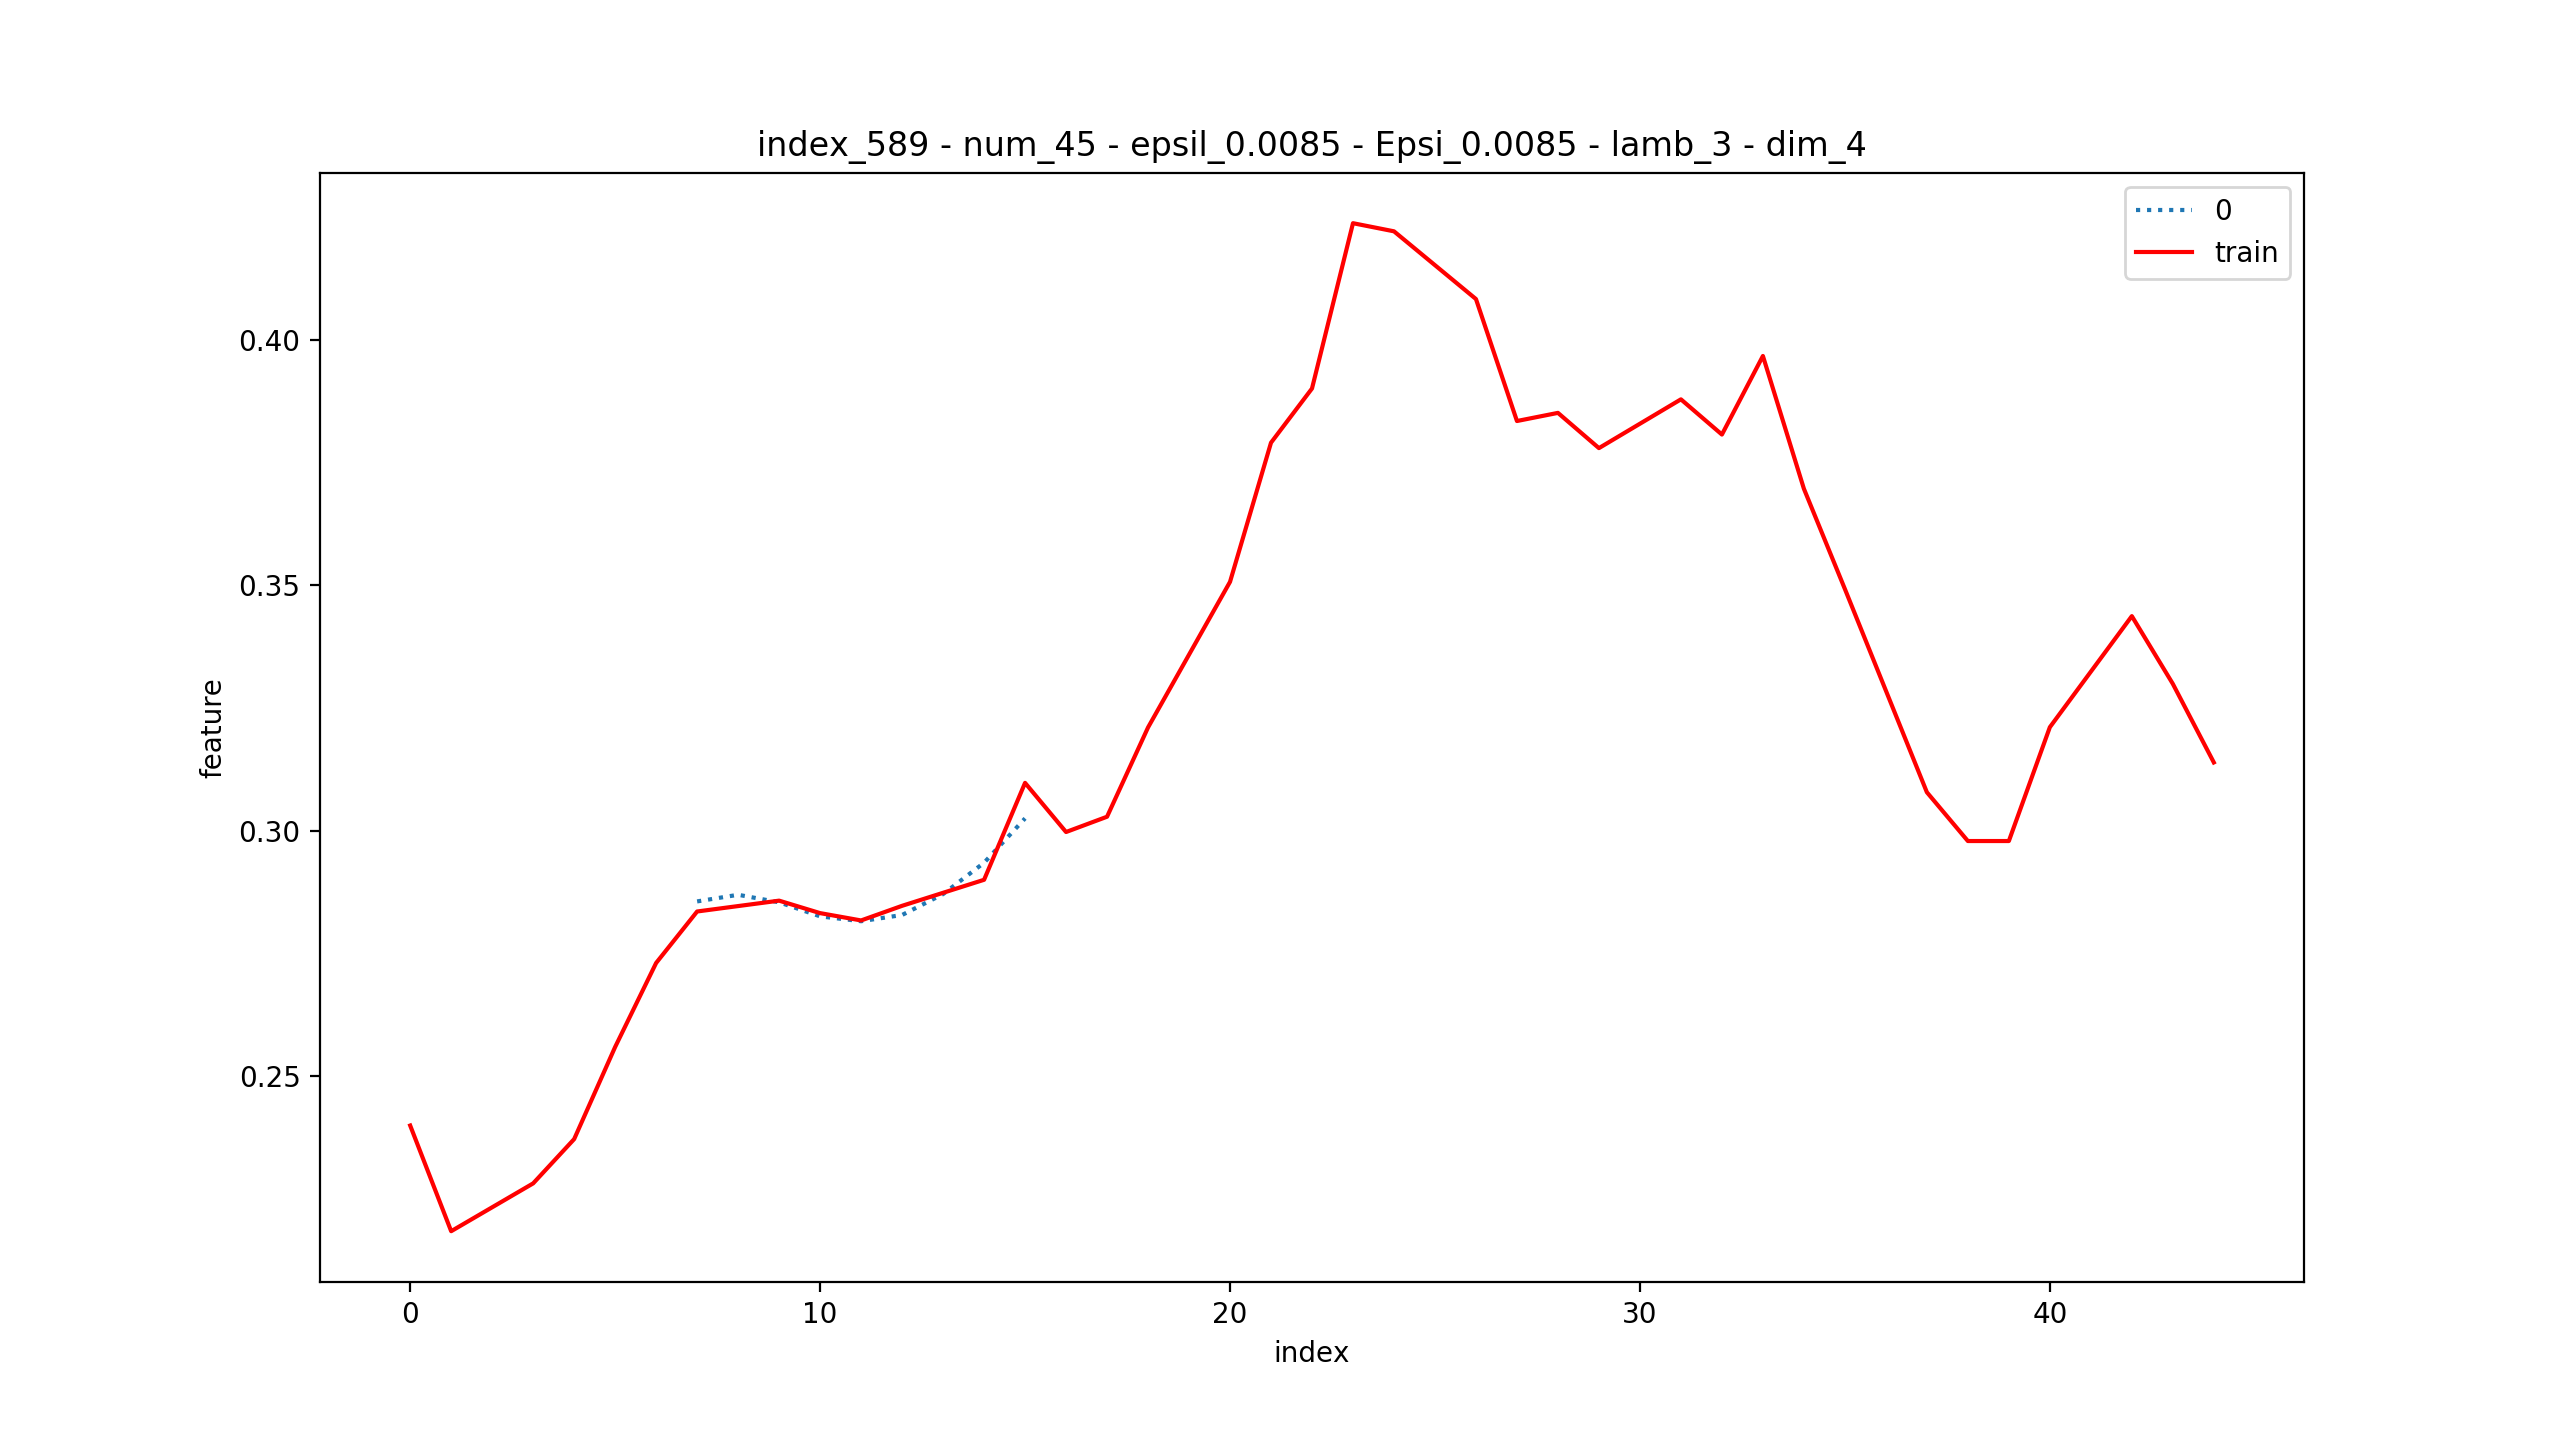 index_589 - num_45 - epsil_0.0085 - Epsi_0.0085 - lamb_3 - dim_4
0
train
0.40
0.35
0.30
0.25
feature
0 10 20 30 40
index